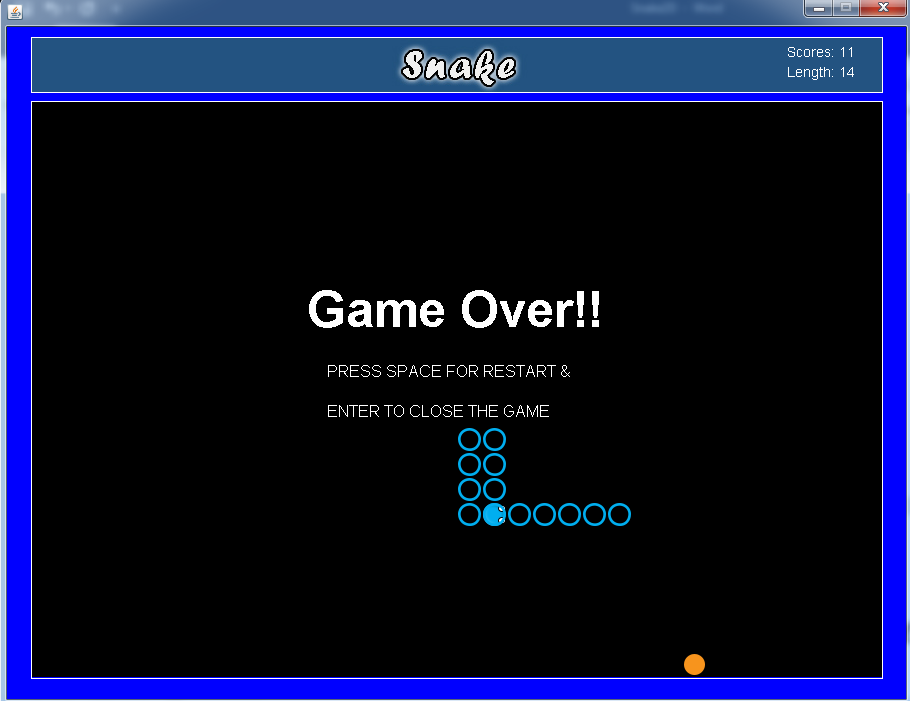 Snake
Scores: 11
Length: 14
Game Over!!
PRESS SPACE FOR RESTART &
ENTER TO CLOSE THE GAME